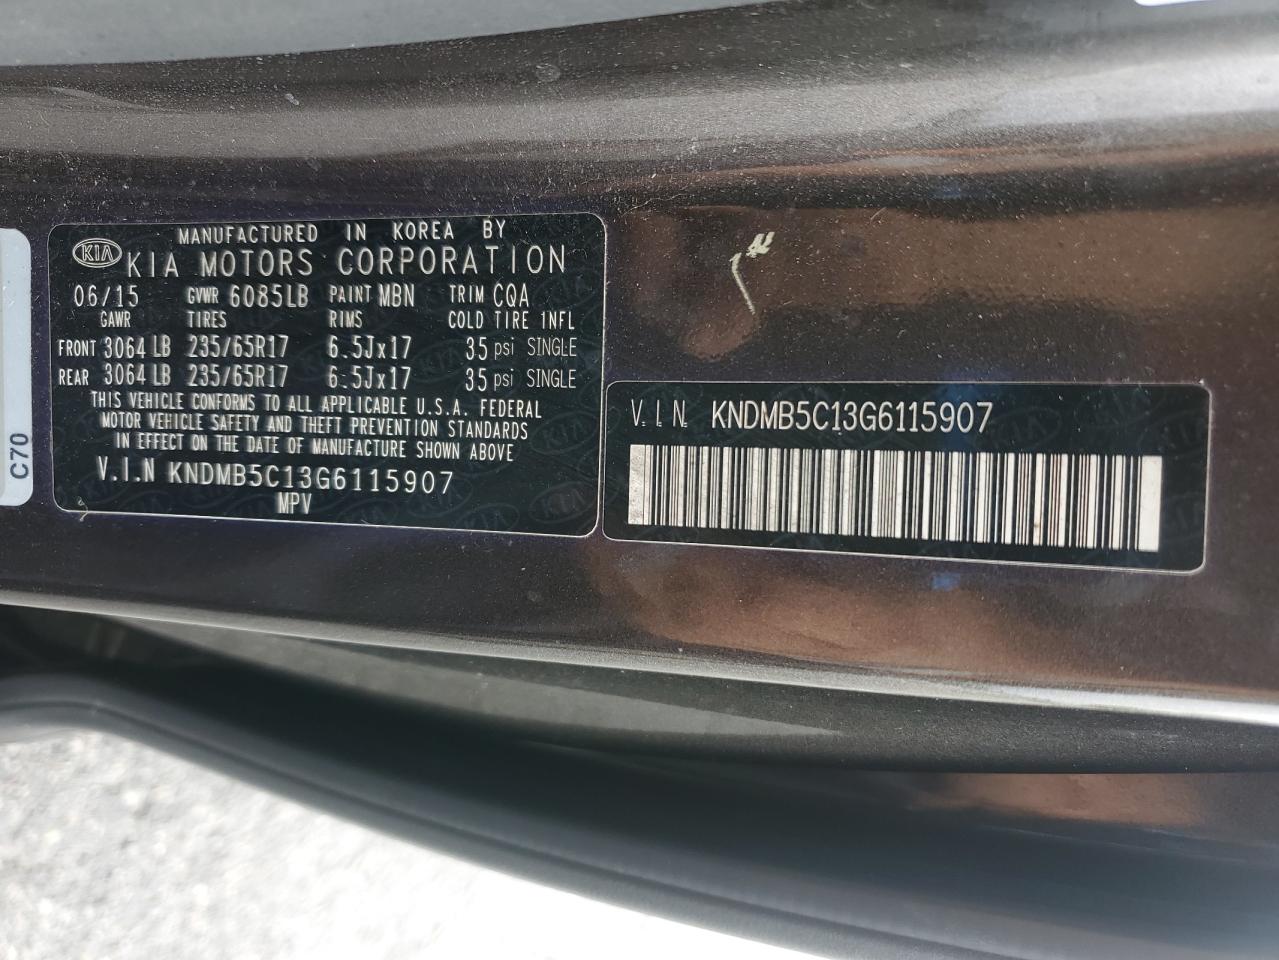 MANUFACTURED IN KOREA BY
KIA KIA MOTORS CORPORATION
06/15 GVWR 6085LB PAINT MBN TRIM CQA
GAWR TIRES RIMS COLD TIRE INFL
FRONT 3064 LB 235/65R17 6.5Jx17 35 psi SINGLE
REAR 3064 LB 235/65R17 6.5Jx17 35 psi SINGLE
THIS VEHICLE CONFORMS TO ALL APPLICABLE U.S.A. FEDERAL
MOTOR VEHICLE SAFETY AND THEFT PREVENTION STANDARDS
IN EFFECT ON THE DATE OF MANUFACTURE SHOWN ABOVE
V.I.N KNDMB5C13G6115907
MPV
V.I.N. KNDMB5C13G6115907
C70